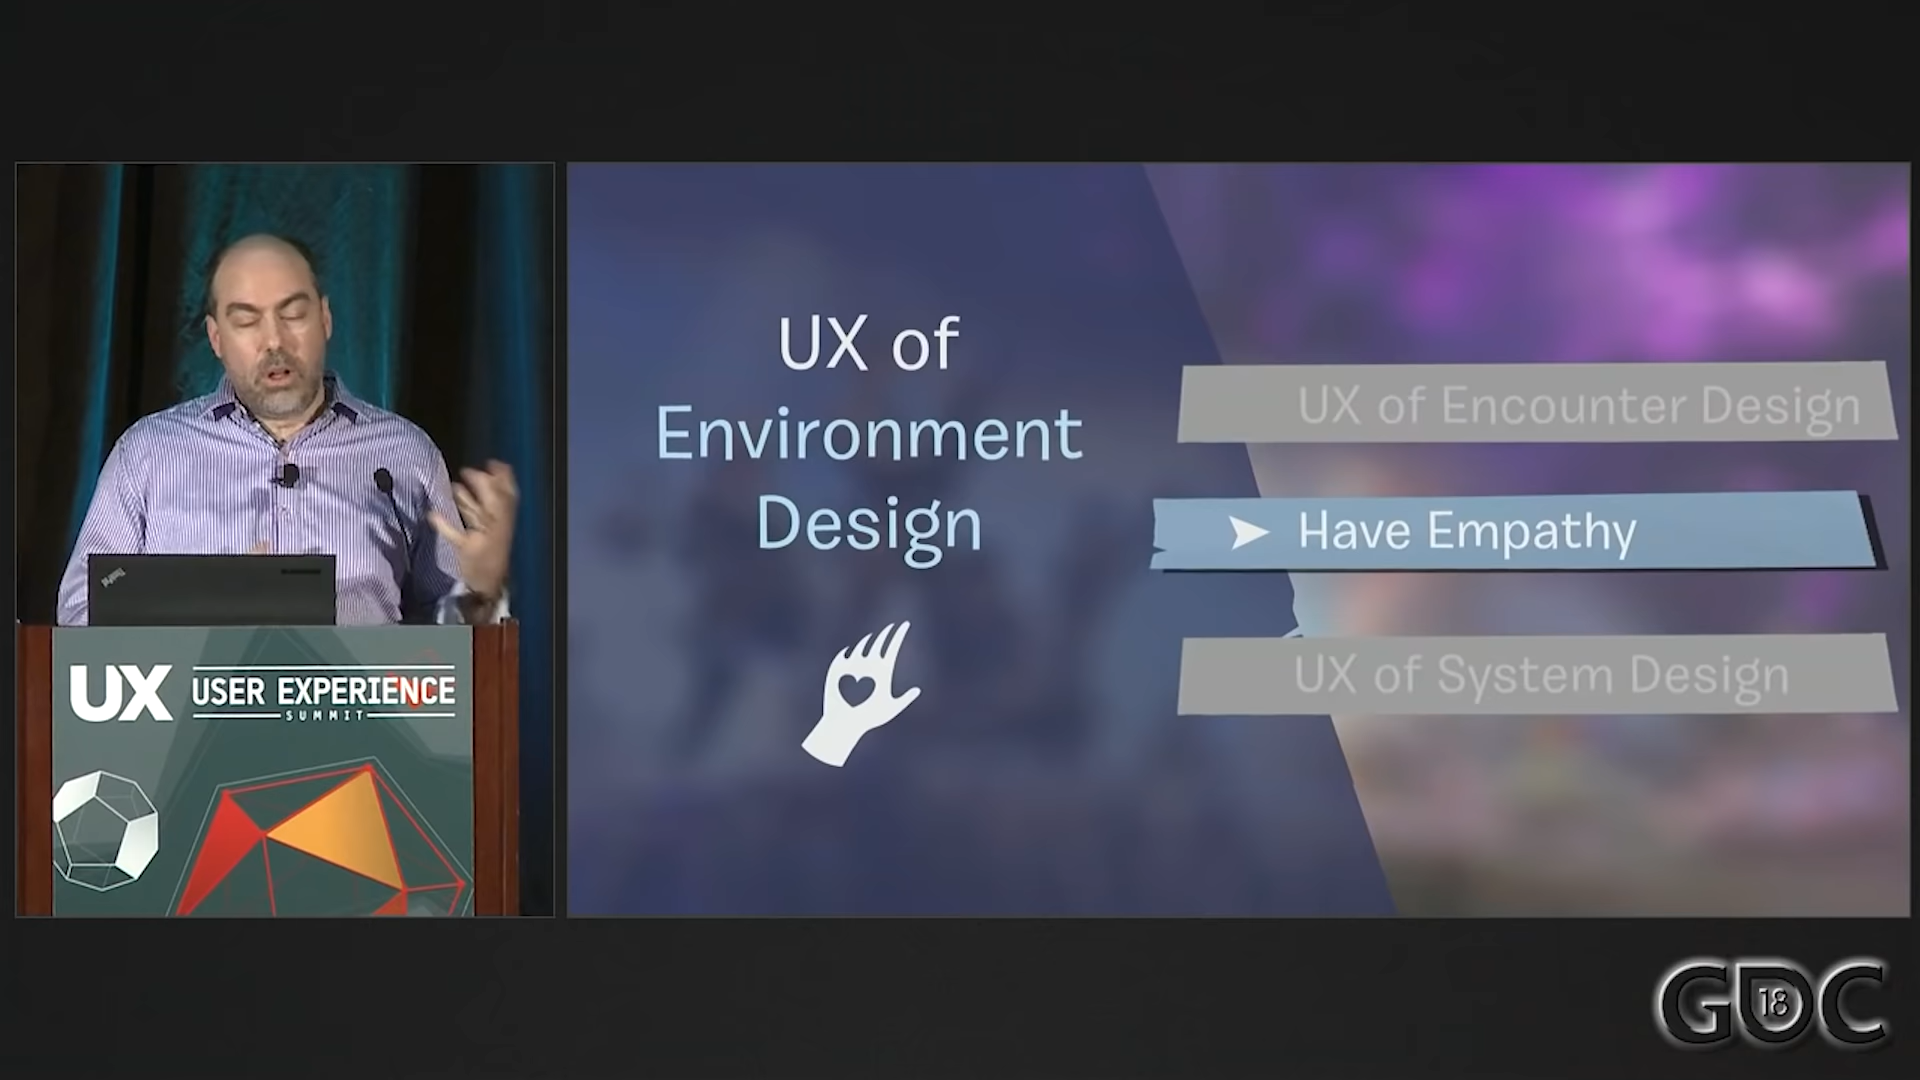 UX of
Environment
Design
UX of Encounter Design
Have Empathy
UX of System Design
ThinkPad
UX USER EXPERIENCE
SUMMIT
GDC
18